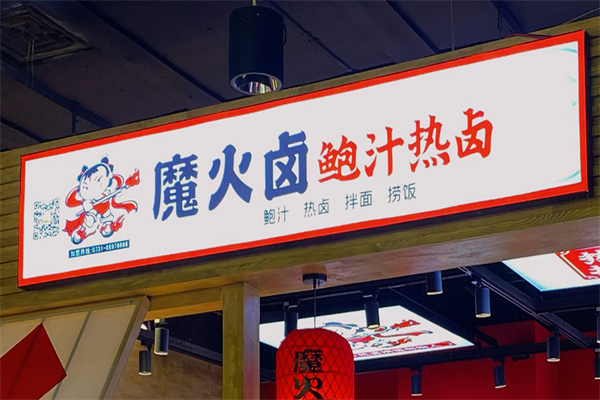 魔火卤 鲍汁热卤
鲍汁 热卤 拌面 捞饭
魔火